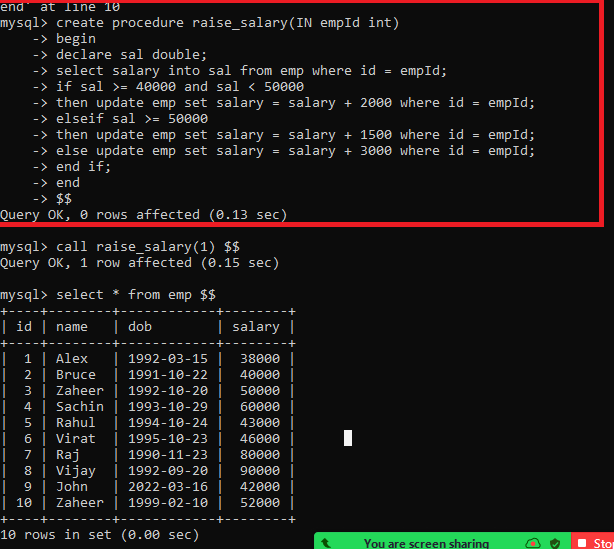 end' at line 10
mysql> create procedure raise_salary(IN empId int)
    -> begin
    -> declare sal double;
    -> select salary into sal from emp where id = empId;
    -> if sal >= 40000 and sal < 50000
    -> then update emp set salary = salary + 2000 where id = empId;
    -> elseif sal >= 50000
    -> then update emp set salary = salary + 1500 where id = empId;
    -> else update emp set salary = salary + 3000 where id = empId;
    -> end if;
    -> end
    -> $$
Query OK, 0 rows affected (0.13 sec)
mysql> call raise_salary(1) $$
Query OK, 1 row affected (0.15 sec)
mysql> select * from emp $$
+----+--------+------------+--------+
| id | name   | dob        | salary |
+----+--------+------------+--------+
|  1 | Alex   | 1992-03-15 |  38000 |
|  2 | Bruce  | 1991-10-22 |  40000 |
|  3 | Zaheer | 1992-10-20 |  50000 |
|  4 | Sachin | 1993-10-29 |  60000 |
|  5 | Rahul  | 1994-10-24 |  43000 |
|  6 | Virat  | 1995-10-23 |  46000 |
|  7 | Raj    | 1990-11-23 |  80000 |
|  8 | Vijay  | 1992-09-20 |  90000 |
|  9 | John   | 2022-03-16 |  42000 |
| 10 | Zaheer | 1999-02-10 |  52000 |
+----+--------+------------+--------+
10 rows in set (0.00 sec)
You are screen sharing